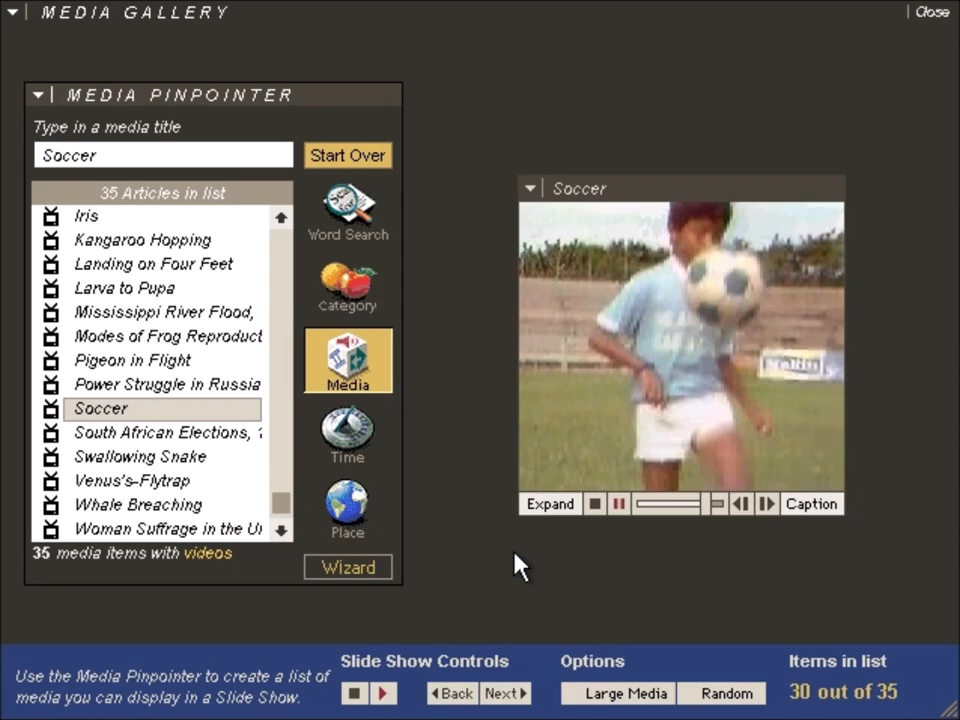 MEDIA GALLERY
Close
MEDIA PINPOINTER
Type in a media title
Soccer
Start Over
35 Articles in list
Iris
Kangaroo Hopping
Landing on Four Feet
Larva to Pupa
Mississippi River Flood,
Modes of Frog Reproduct
Pigeon in Flight
Power Struggle in Russia
Soccer
South African Elections,
Swallowing Snake
Venus's-Flytrap
Whale Breaching
Woman Suffrage in the
35 media items with videos
Word Search
Category
Media
Time
Place
Wizard
Soccer
Expand
Caption
Use the Media Pinpointer to create a list of
media you can display in a Slide Show.
Slide Show Controls
Back Next
Options
Large Media Random
Items in list
30 out of 35